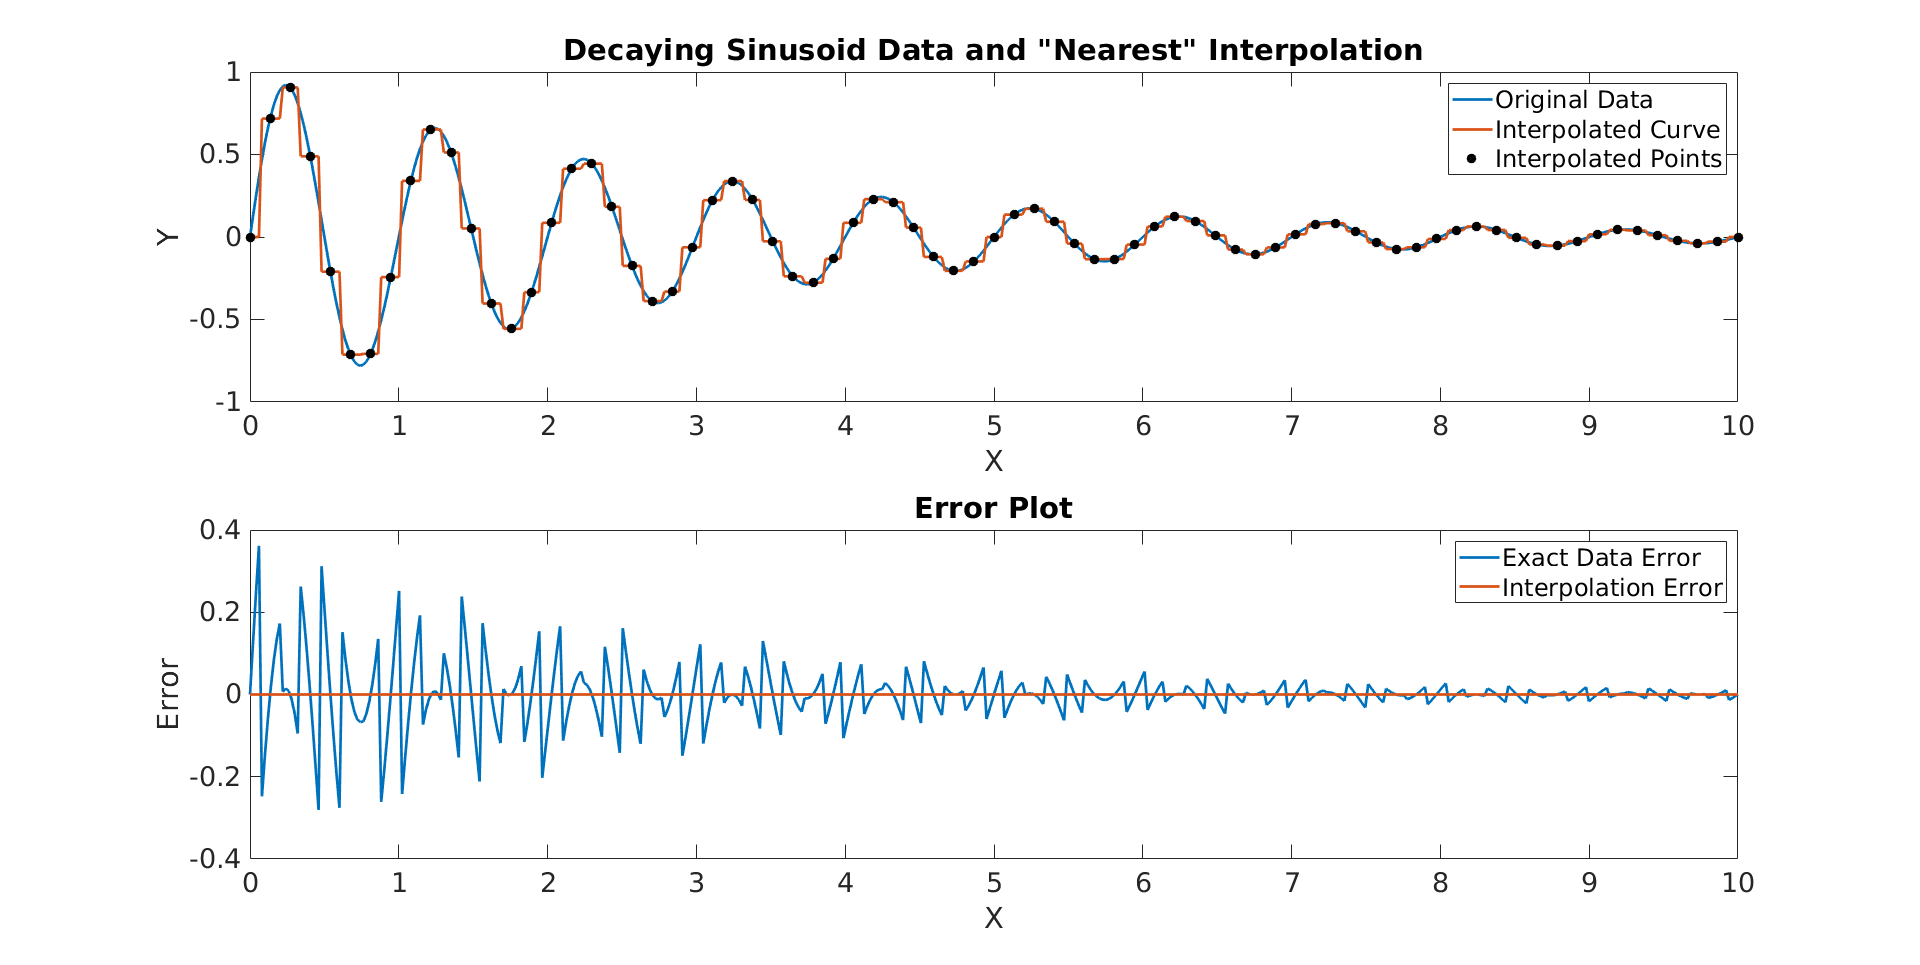 Decaying Sinusoid Data and "Nearest" Interpolation
1
0.5
0
-0.5
-1
Y
Original Data
Interpolated Curve
Interpolated Points
0 1 2 3 4 5 6 7 8 9 10
X
Error Plot
0.4
0.2
0
-0.2
-0.4
Error
Exact Data Error
Interpolation Error
0 1 2 3 4 5 6 7 8 9 10
X